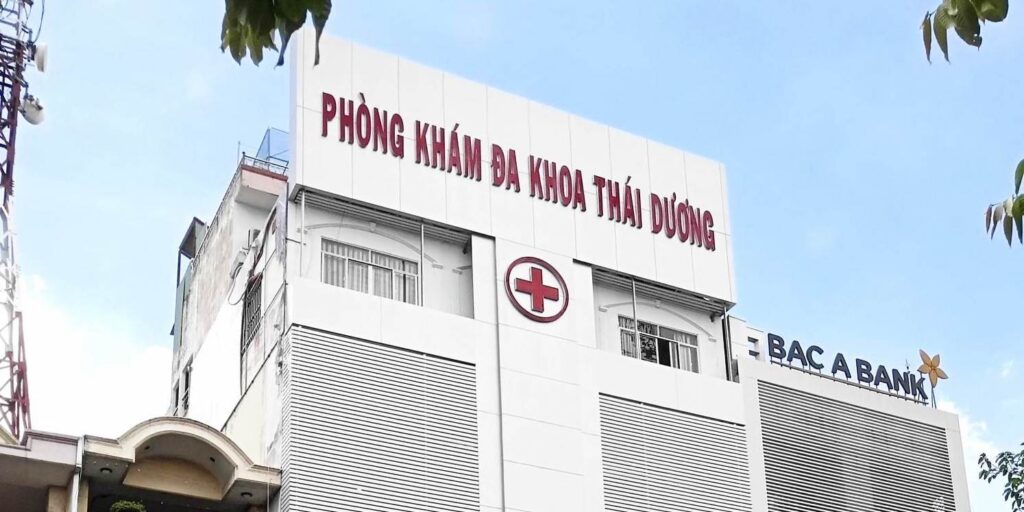 PHÒNG KHÁM ĐA KHOA THÁI DƯƠNG
BAC A BANK